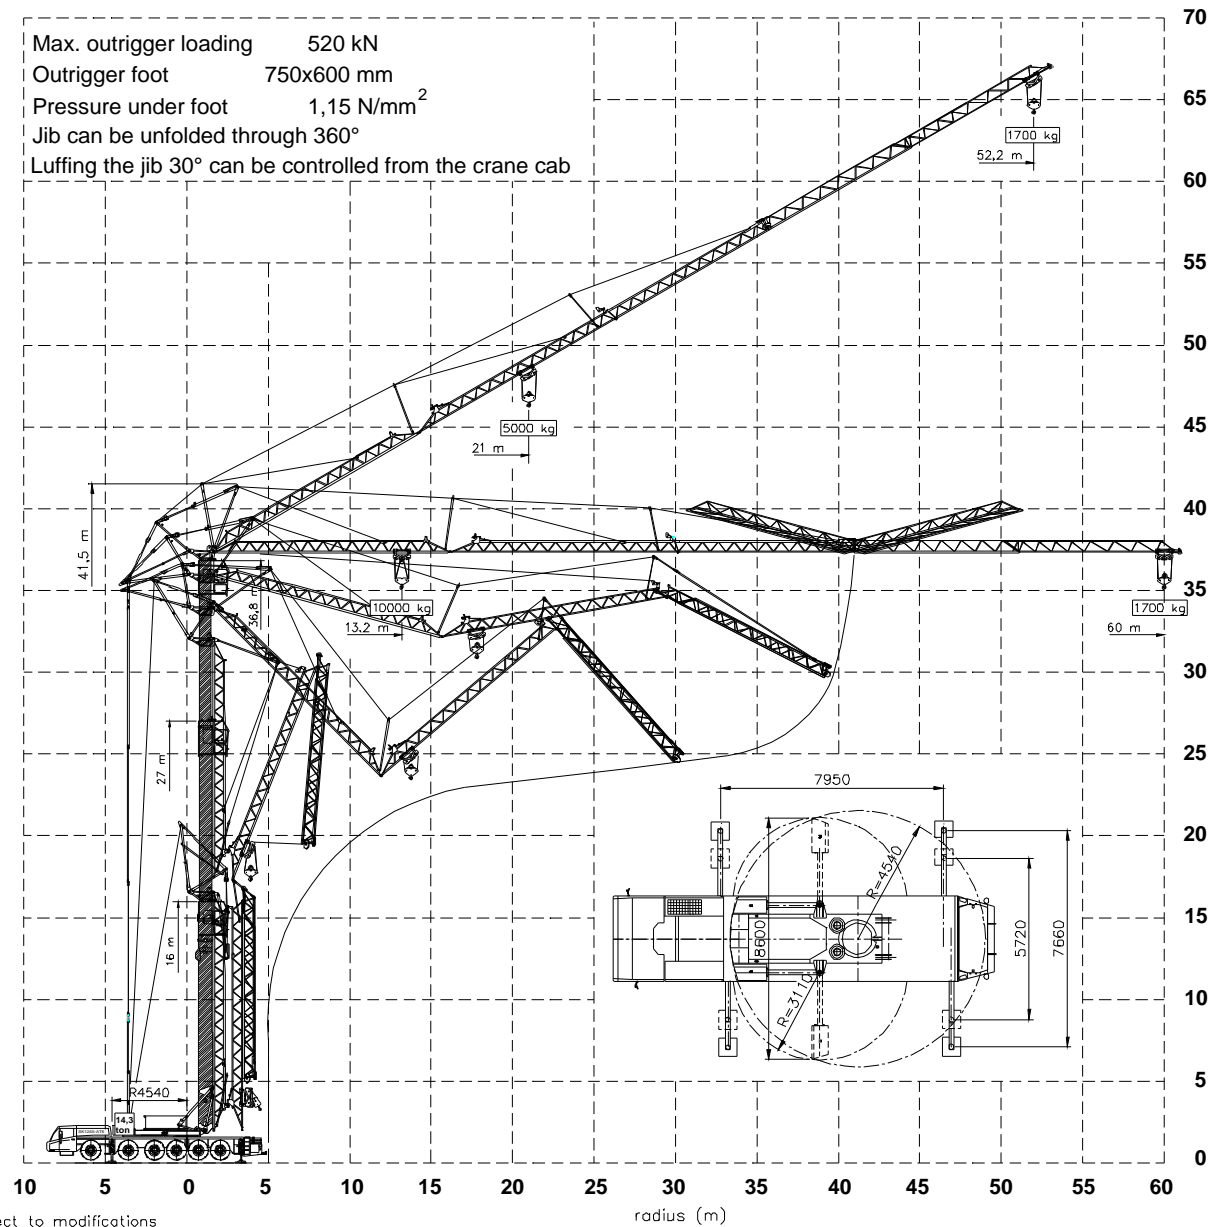 70
Max. outrigger loading 520 kN
Outrigger foot 750x600 mm
Pressure under foot 1,15 N/mm2
Jib can be unfolded through 360°
Luffing the jib 30° can be controlled from the crane cab
65
1700 kg
52,2 m
60
55
50
5000 kg
21 m
45
41,5 m
40
36,8 m
10000 kg
13,2 m
35
1700 kg
60 m
30
27 m
25
7950
20
R=4540
8600
5720
7660
R=3110
15
16 m
10
5
R4540
14,3
ton
0
10 5 0 5 10 15 20 25 30 35 40 45 50 55 60
radius (m)
ect to modifications